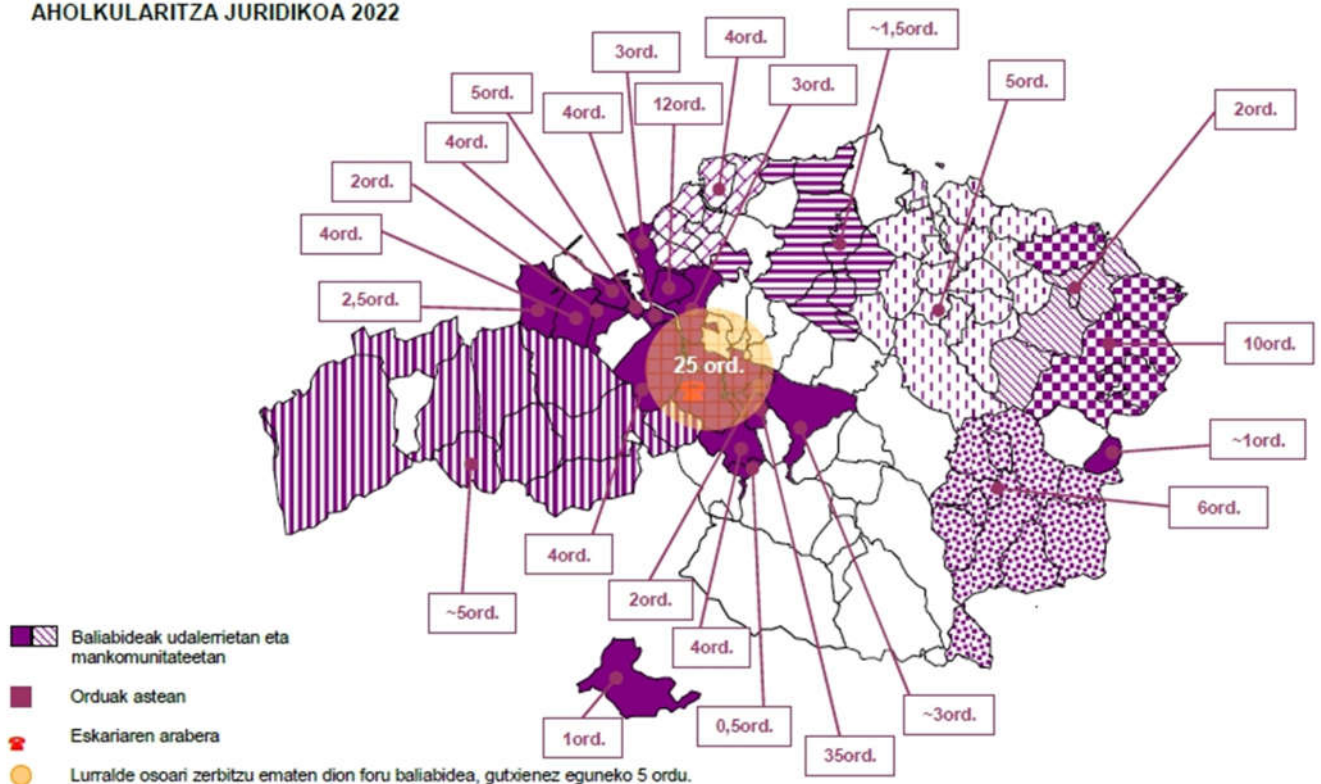 AHOLKULARITZA JURIDIKOA 2022
~1,5ord.
4ord.
3ord.
5ord.
3ord.
5ord.
12ord.
4ord.
2ord.
4ord.
2ord.
4ord.
2,5ord.
10ord.
25 ord.
~1ord.
6ord.
4ord.
2ord.
~5ord.
4ord.
~3ord.
0,5ord.
1ord.
35ord.
Baliabideak udalerrietan eta
mankomunitateetan
Orduak astean
Eskariaren arabera
Lurralde osoari zerbitzu ematen dion foru baliabidea, gutxienez eguneko 5 ordu.